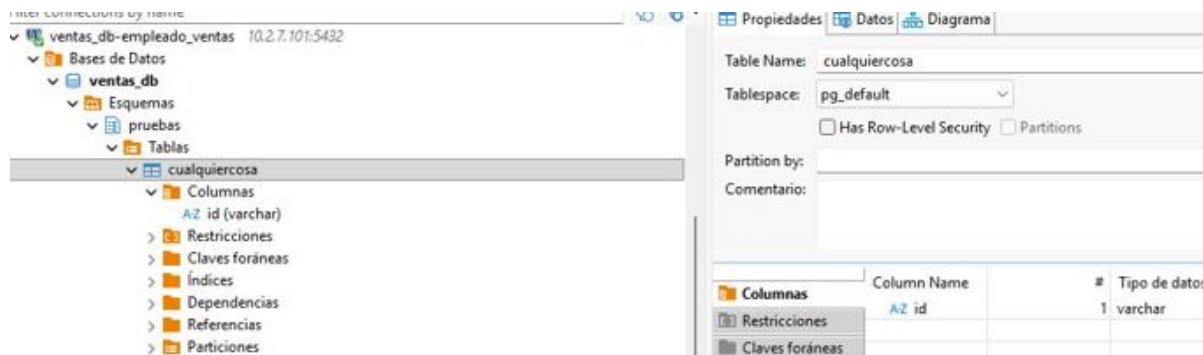 Filter connections by name
ventas_db-empleado_ventas 10.2.7.101:5432
Bases de Datos
ventas_db
Esquemas
pruebas
Tablas
cualquiercosa
Columnas
A-Z id (varchar)
Restricciones
Claves foráneas
Índices
Dependencias
Referencias
Particiones
Propiedades Datos Diagrama
Table Name: cualquiercosa
Tablespace: pg_default
Has Row-Level Security Partitions
Partition by:
Comentario:
Columnas
Restricciones
Claves foráneas
Column Name # Tipo de datos
A-Z id 1 varchar